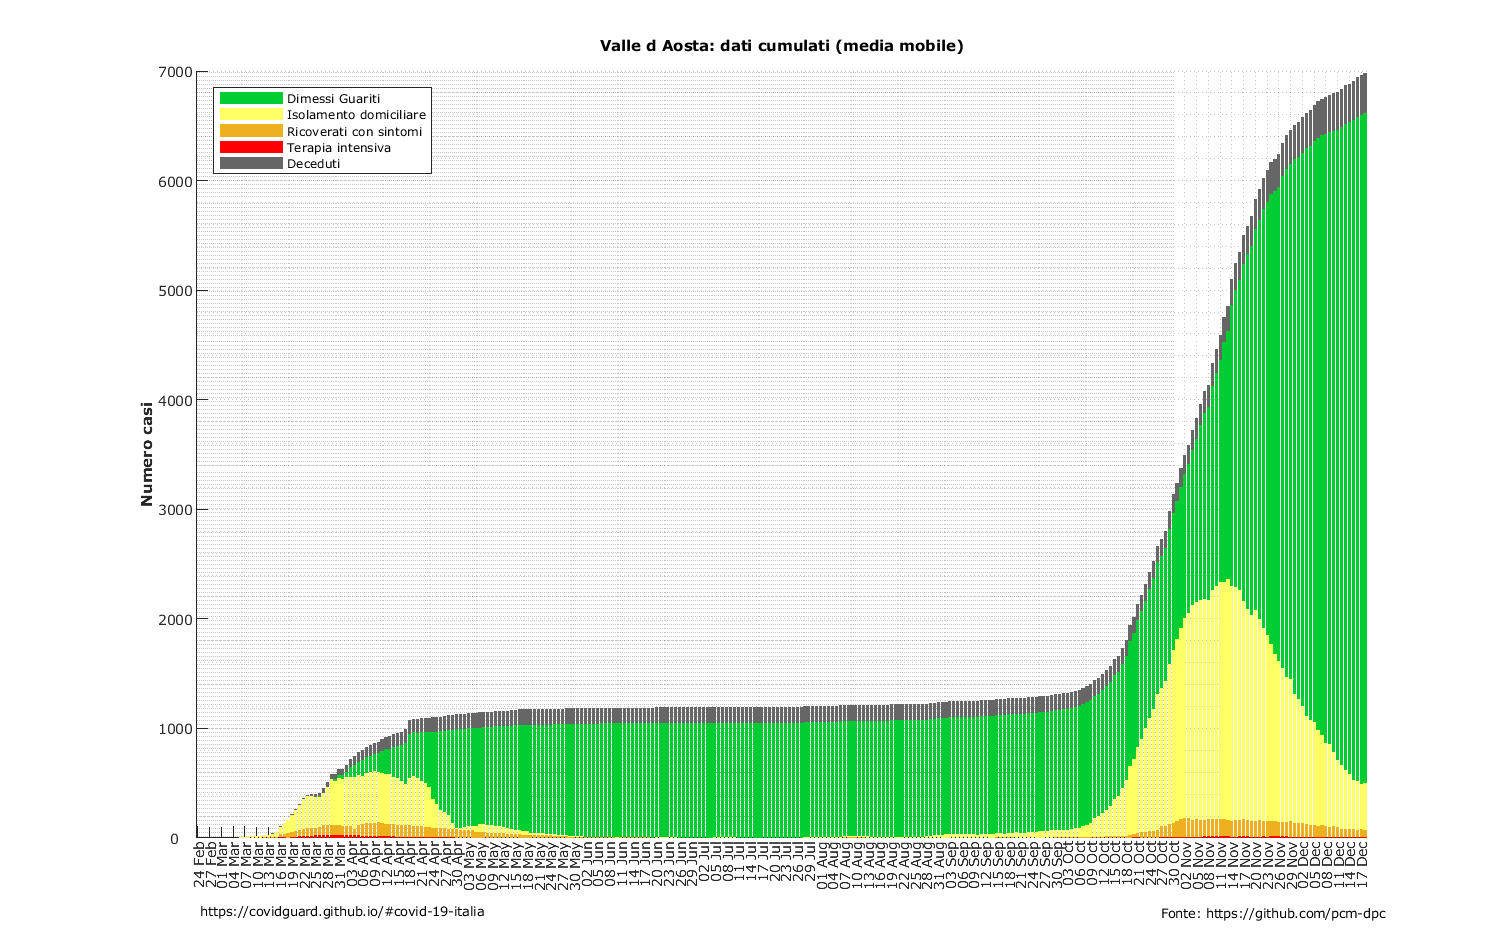 Valle d Aosta: dati cumulati (media mobile)
7000
6000
5000
4000
3000
2000
1000
0
Numero casi
Dimessi Guariti
Isolamento domiciliare
Ricoverati con sintomi
Terapia intensiva
Deceduti
24 Feb
27 Feb
01 Mar
04 Mar
07 Mar
10 Mar
13 Mar
16 Mar
19 Mar
22 Mar
25 Mar
28 Mar
31 Mar
03 Apr
06 Apr
09 Apr
12 Apr
15 Apr
18 Apr
21 Apr
24 Apr
27 Apr
30 Apr
03 May
06 May
09 May
12 May
15 May
18 May
21 May
24 May
27 May
30 May
02 Jun
05 Jun
08 Jun
11 Jun
14 Jun
17 Jun
20 Jun
23 Jun
26 Jun
29 Jun
02 Jul
05 Jul
08 Jul
11 Jul
14 Jul
17 Jul
20 Jul
23 Jul
26 Jul
29 Jul
01 Aug
04 Aug
07 Aug
10 Aug
13 Aug
16 Aug
19 Aug
22 Aug
25 Aug
28 Aug
31 Aug
03 Sep
06 Sep
09 Sep
12 Sep
15 Sep
18 Sep
21 Sep
24 Sep
27 Sep
30 Sep
03 Oct
06 Oct
09 Oct
12 Oct
15 Oct
18 Oct
21 Oct
24 Oct
27 Oct
30 Oct
02 Nov
05 Nov
08 Nov
11 Nov
14 Nov
17 Nov
20 Nov
23 Nov
26 Nov
29 Nov
02 Dec
05 Dec
08 Dec
11 Dec
14 Dec
17 Dec
https://covidguard.github.io/#covid-19-italia
Fonte: https://github.com/pcm-dpc